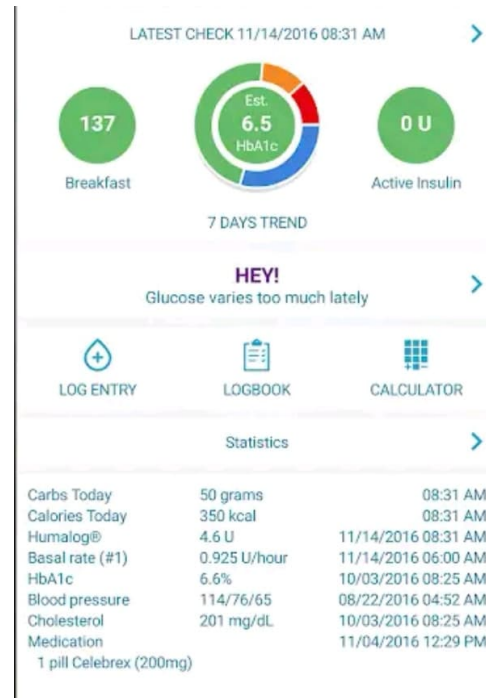 LATEST CHECK 11/14/2016 08:31 AM
137
Est.
6.5
HbA1c
0 U
Breakfast
Active Insulin
7 DAYS TREND
HEY!
Glucose varies too much lately
LOG ENTRY
LOGBOOK
CALCULATOR
Statistics
Carbs Today 50 grams 08:31 AM
Calories Today 350 kcal 08:31 AM
Humalog® 4.6 U 11/14/2016 08:31 AM
Basal rate (#1) 0.925 U/hour 11/14/2016 06:00 AM
HbA1c 6.6% 10/03/2016 08:25 AM
Blood pressure 114/76/65 08/22/2016 04:52 AM
Cholesterol 201 mg/dL 10/03/2016 08:25 AM
Medication 11/04/2016 12:29 PM
1 pill Celebrex (200mg)